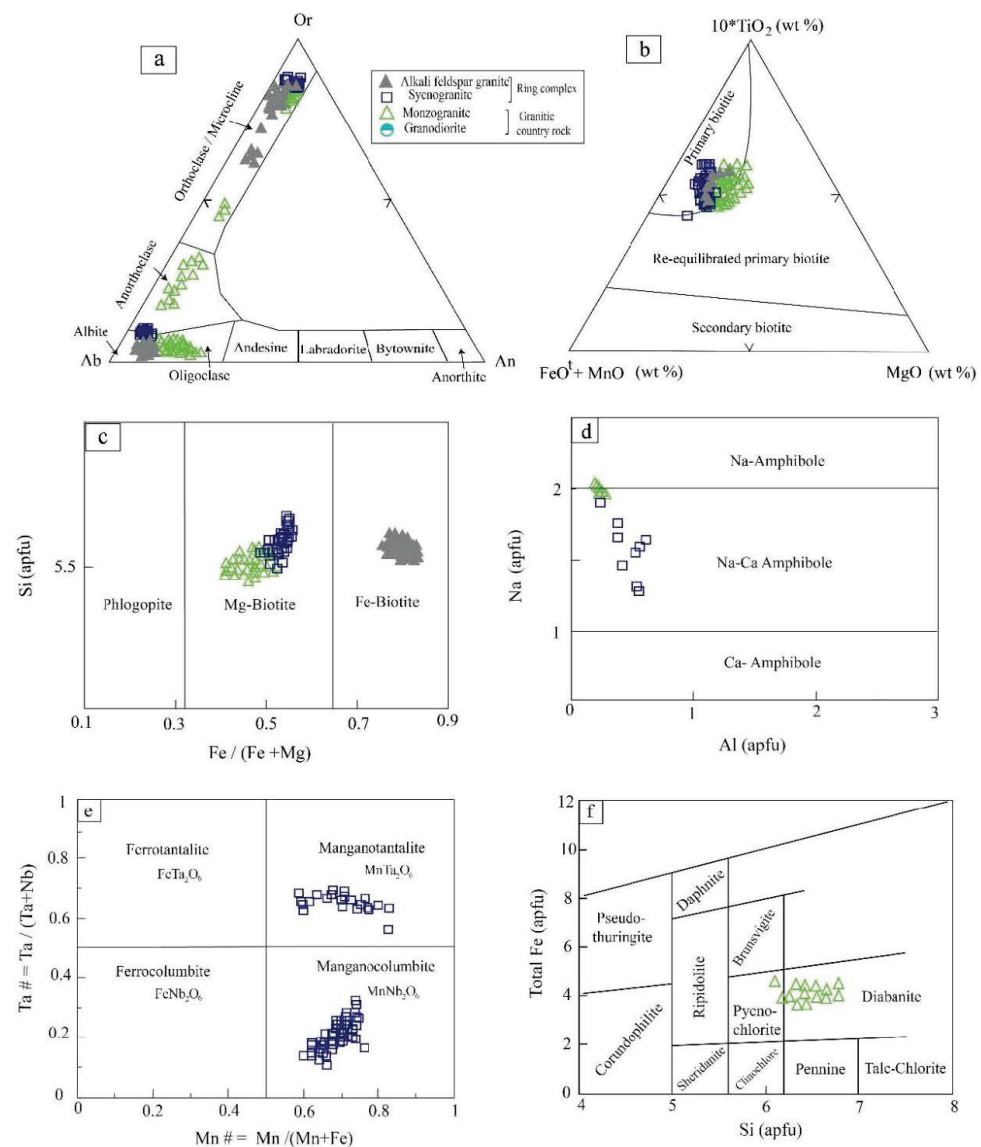 a
Or
Alkali feldspar granite
Syenogranite
Ring complex
Monzogranite
Granodiorite
Granitic
country rock
Orthoclase / Microcline
Anorthoclase
Albite
Ab
Oligoclase
Andesine
Labradorite
Bytownite
Anorthite
An
b
10*TiO2 (wt %)
Primary biotite
Re-equilibrated primary biotite
Secondary biotite
FeOt + MnO (wt %)
MgO (wt %)
c
Si (apfu)
5.5
Phlogopite
Mg-Biotite
Fe-Biotite
0.1
0.3
0.5
0.7
0.9
Fe / (Fe +Mg)
d
Na (apfu)
2
1
Na-Amphibole
Na-Ca Amphibole
Ca- Amphibole
0
1
2
3
Al (apfu)
e
Ta # = Ta / (Ta+Nb)
1
0.8
0.6
0.4
0.2
0
Ferrotantalite
FeTa2O6
Manganotantalite
MnTa2O6
Ferrocolumbite
FeNb2O6
Manganocolumbite
MnNb2O6
0
0.2
0.4
0.6
0.8
1
Mn # = Mn /(Mn+Fe)
f
Total Fe (apfu)
12
10
8
6
4
2
0
Pseudo-
thuringite
Corundophilite
Daphnite
Ripidolite
Sheridanite
Brunsvigite
Pycno-
chlorite
Clinochlore
Diabanite
Pennine
Talc-Chlorite
4
5
6
7
8
Si (apfu)